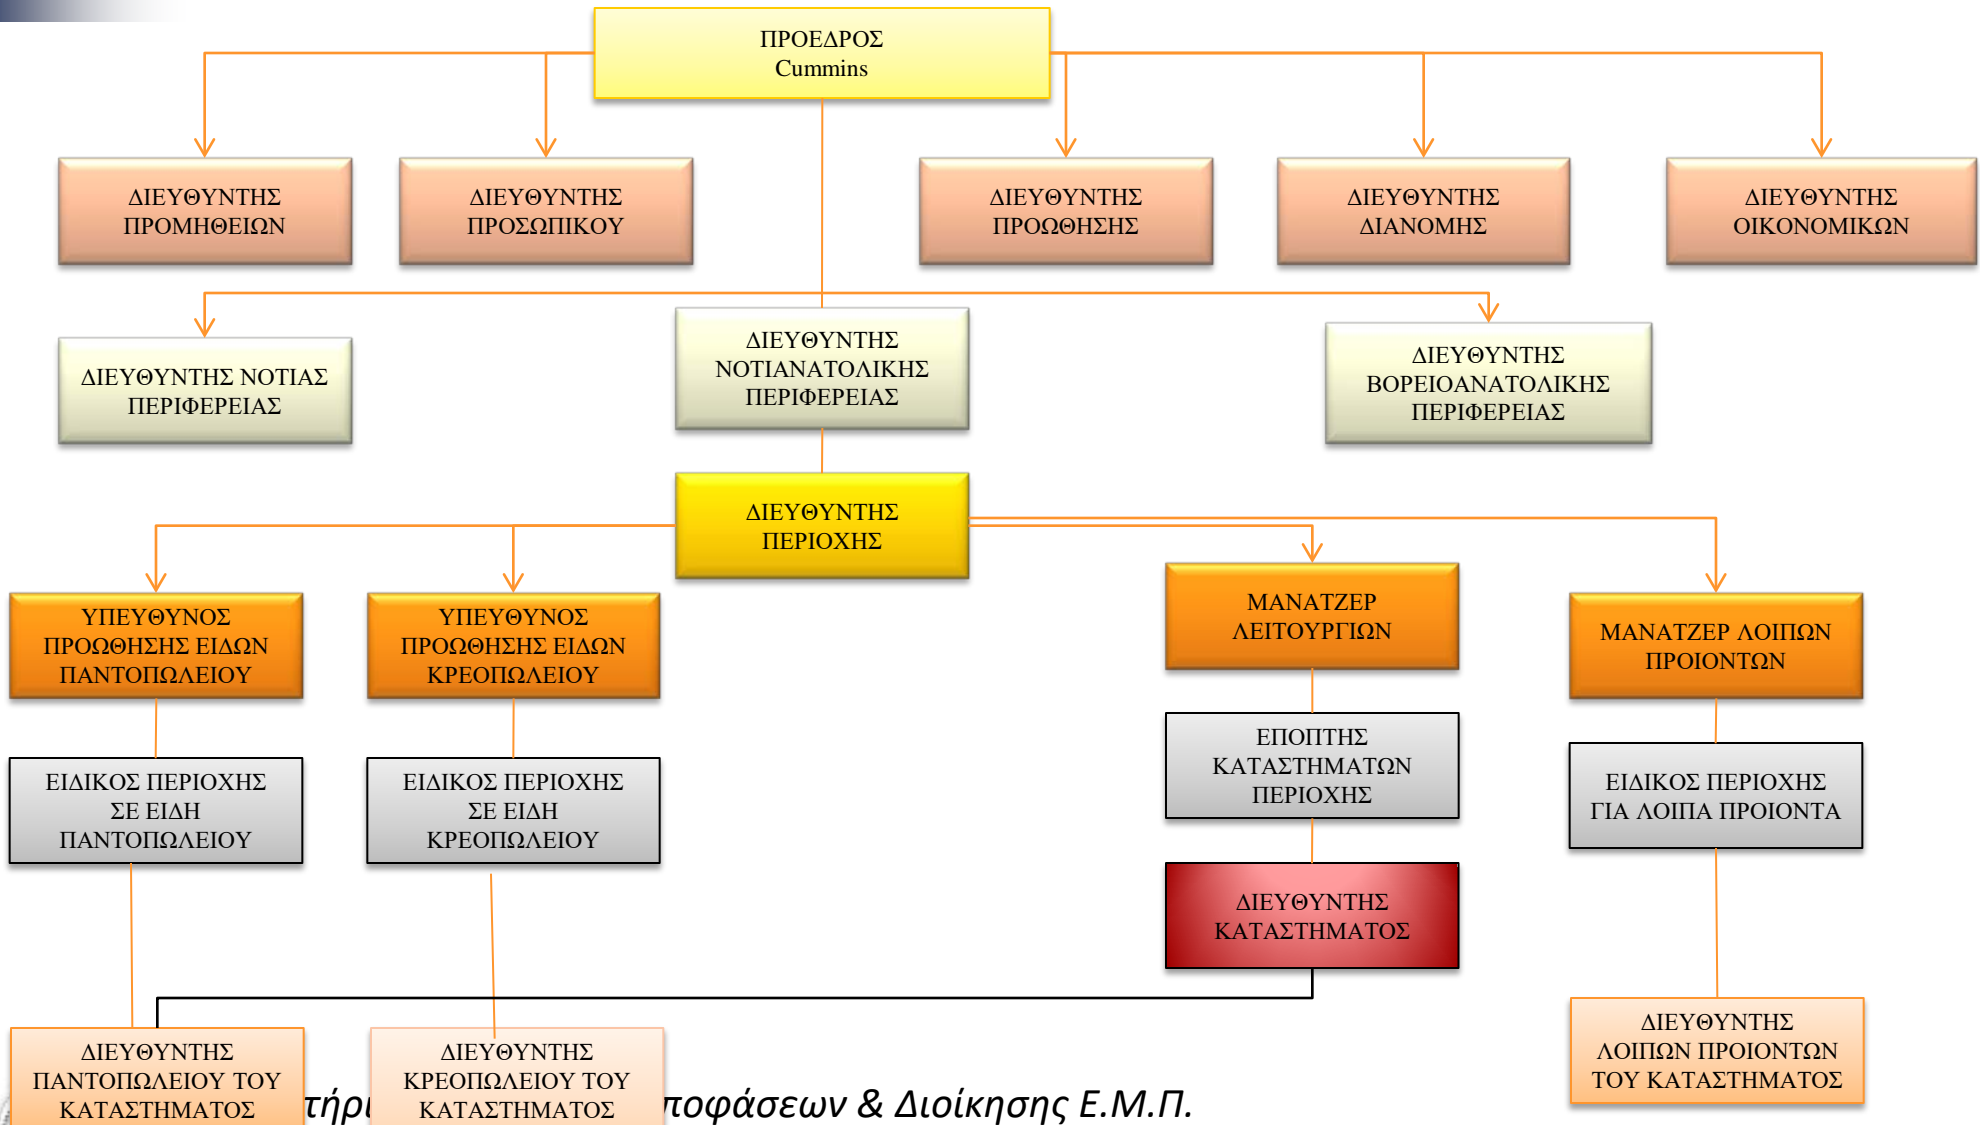 ΠΡΟΕΔΡΟΣ
Cummins
ΔΙΕΥΘΥΝΤΗΣ
ΠΡΟΜΗΘΕΙΩΝ
ΔΙΕΥΘΥΝΤΗΣ
ΠΡΟΣΩΠΙΚΟΥ
ΔΙΕΥΘΥΝΤΗΣ
ΠΡΟΩΘΗΣΗΣ
ΔΙΕΥΘΥΝΤΗΣ
ΔΙΑΝΟΜΗΣ
ΔΙΕΥΘΥΝΤΗΣ
ΟΙΚΟΝΟΜΙΚΩΝ
ΔΙΕΥΘΥΝΤΗΣ ΝΟΤΙΑΣ
ΠΕΡΙΦΕΡΕΙΑΣ
ΔΙΕΥΘΥΝΤΗΣ
ΝΟΤΙΑΝΑΤΟΛΙΚΗΣ
ΠΕΡΙΦΕΡΕΙΑΣ
ΔΙΕΥΘΥΝΤΗΣ
ΒΟΡΕΙΟΑΝΑΤΟΛΙΚΗΣ
ΠΕΡΙΦΕΡΕΙΑΣ
ΔΙΕΥΘΥΝΤΗΣ
ΠΕΡΙΟΧΗΣ
ΥΠΕΥΘΥΝΟΣ
ΠΡΟΩΘΗΣΗΣ ΕΙΔΩΝ
ΠΑΝΤΟΠΩΛΕΙΟΥ
ΥΠΕΥΘΥΝΟΣ
ΠΡΟΩΘΗΣΗΣ ΕΙΔΩΝ
ΚΡΕΟΠΩΛΕΙΟΥ
ΜΑΝΑΤΖΕΡ
ΛΕΙΤΟΥΡΓΙΩΝ
ΜΑΝΑΤΖΕΡ ΛΟΙΠΩΝ
ΠΡΟΙΟΝΤΩΝ
ΕΙΔΙΚΟΣ ΠΕΡΙΟΧΗΣ
ΣΕ ΕΙΔΗ
ΠΑΝΤΟΠΩΛΕΙΟΥ
ΕΙΔΙΚΟΣ ΠΕΡΙΟΧΗΣ
ΣΕ ΕΙΔΗ
ΚΡΕΟΠΩΛΕΙΟΥ
ΕΠΟΠΤΗΣ
ΚΑΤΑΣΤΗΜΑΤΩΝ
ΠΕΡΙΟΧΗΣ
ΕΙΔΙΚΟΣ ΠΕΡΙΟΧΗΣ
ΓΙΑ ΛΟΙΠΑ ΠΡΟΙΟΝΤΑ
ΔΙΕΥΘΥΝΤΗΣ
ΚΑΤΑΣΤΗΜΑΤΟΣ
ΔΙΕΥΘΥΝΤΗΣ
ΠΑΝΤΟΠΩΛΕΙΟΥ ΤΟΥ
ΚΑΤΑΣΤΗΜΑΤΟΣ
ΔΙΕΥΘΥΝΤΗΣ
ΚΡΕΟΠΩΛΕΙΟΥ ΤΟΥ
ΚΑΤΑΣΤΗΜΑΤΟΣ
ΔΙΕΥΘΥΝΤΗΣ
ΛΟΙΠΩΝ ΠΡΟΙΟΝΤΩΝ
ΤΟΥ ΚΑΤΑΣΤΗΜΑΤΟΣ
& Διοίκησης Ε.Μ.Π.